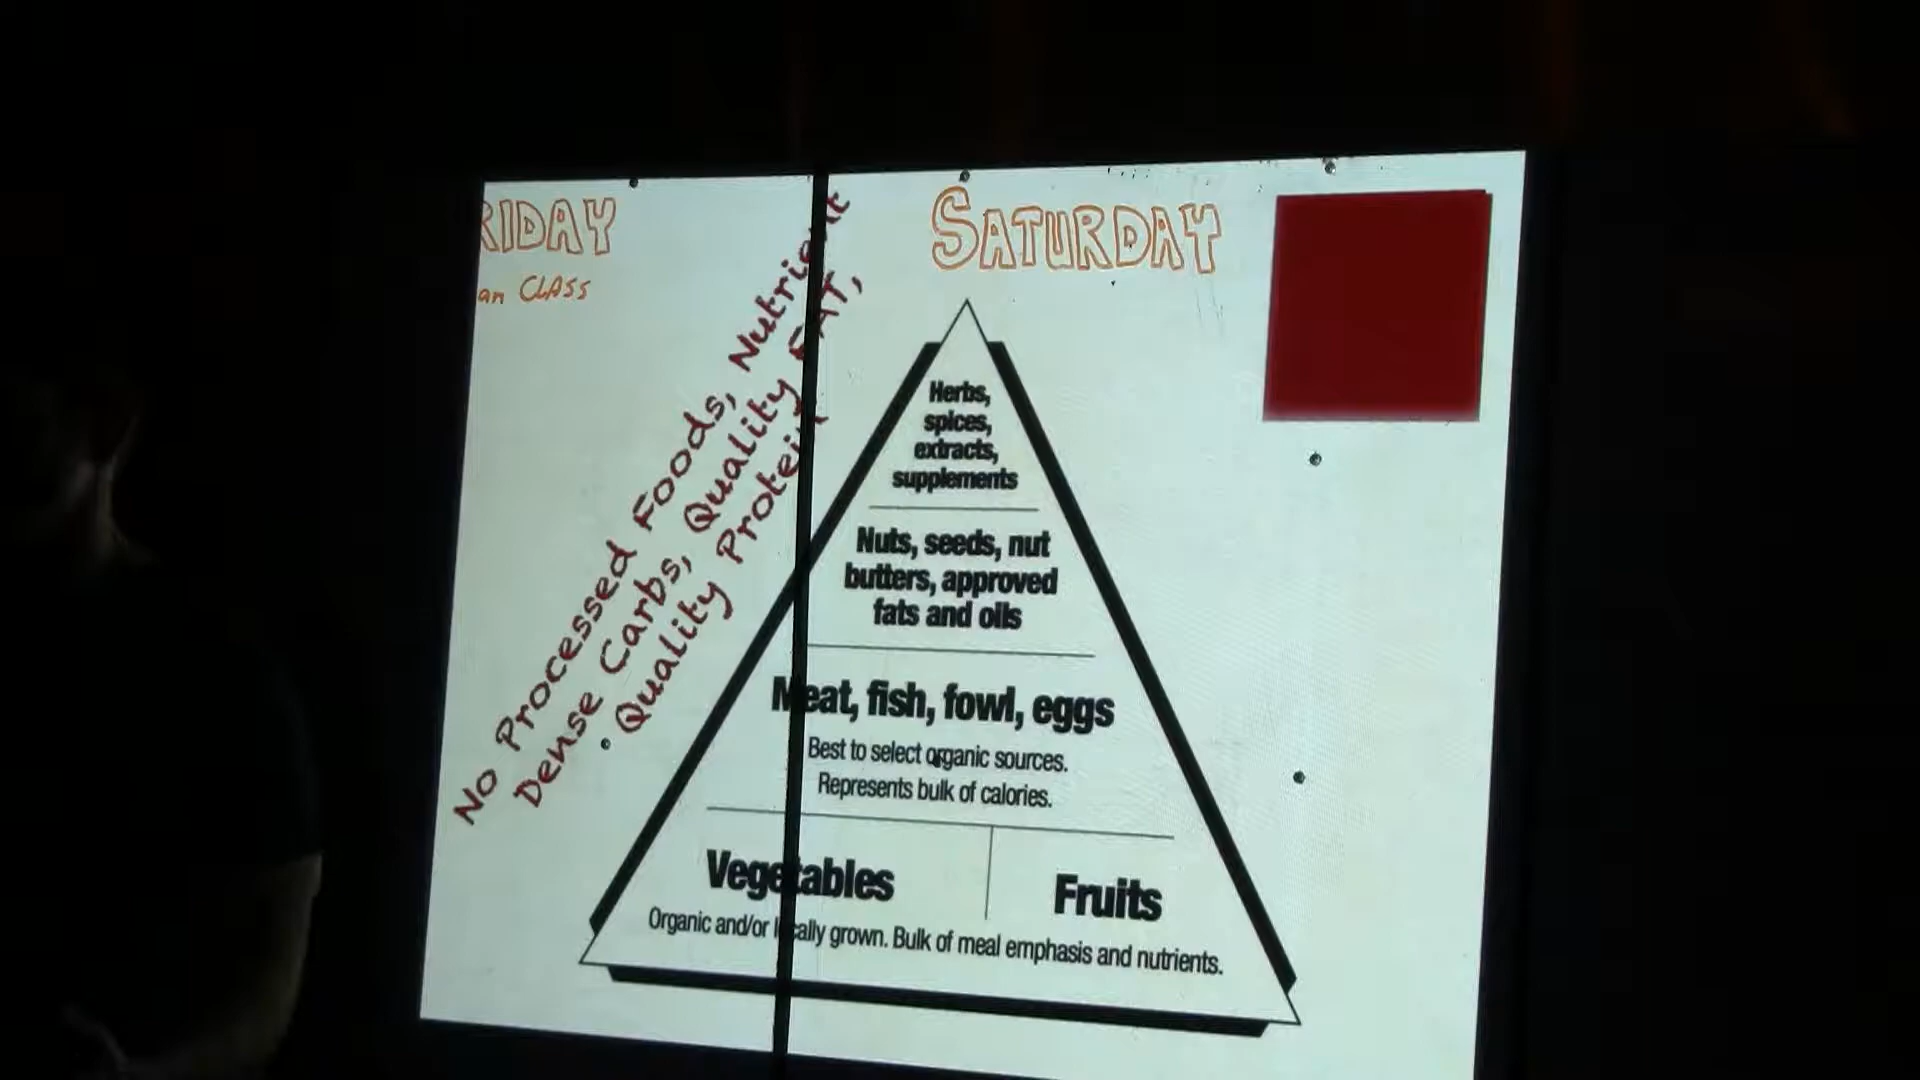 RIDAY
an CLASS
No Processed Foods, Nutrient
Dense Carbs, Quality FAT,
Quality Protein
SATURDAY
Herbs,
spices,
extracts,
supplements
Nuts, seeds, nut
butters, approved
fats and oils
Meat, fish, fowl, eggs
Best to select organic sources.
Represents bulk of calories.
Vegetables
Fruits
Organic and/or locally grown. Bulk of meal emphasis and nutrients.